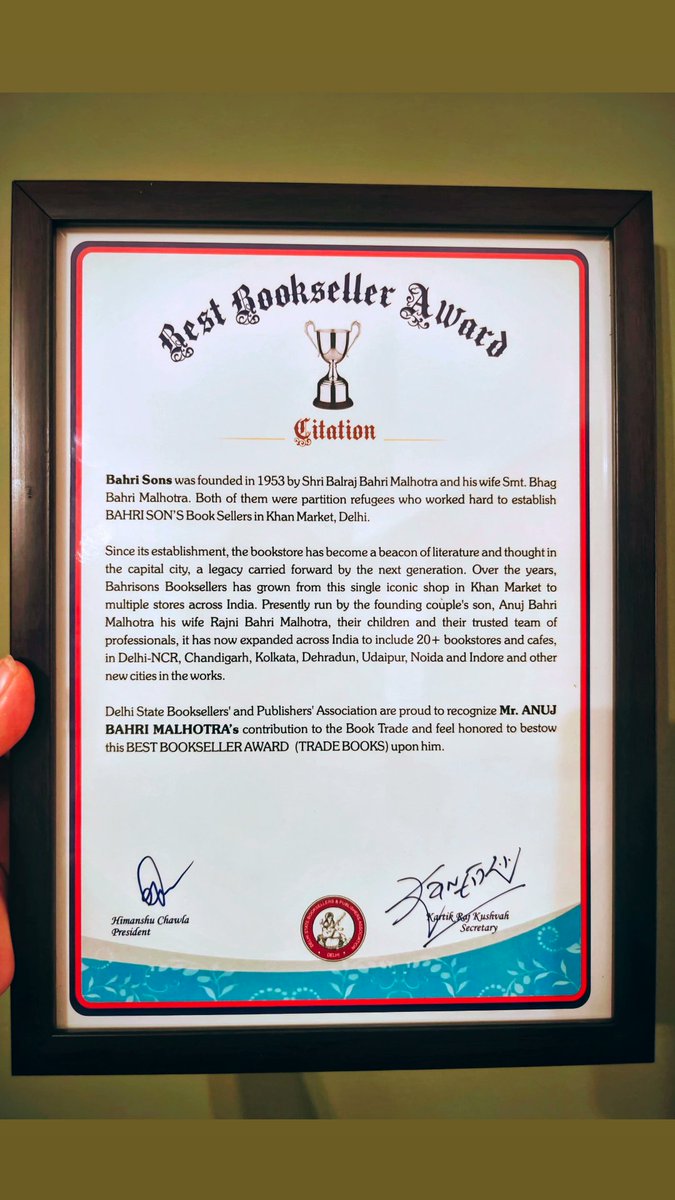 Best Bookseller Award
Citation
Bahri Sons was founded in 1953 by Shri Balraj Bahri Malhotra and his wife Smt. Bhag
Bahri Malhotra. Both of them were partition refugees who worked hard to establish
BAHRI SON'S Book Sellers in Khan Market, Delhi.
Since its establishment, the bookstore has become a beacon of literature and thought in
the capital city, a legacy carried forward by the next generation. Over the years,
Bahrisons Booksellers has grown from this single iconic shop in Khan Market to
multiple stores across India. Presently run by the founding couple's son, Anuj Bahri
Malhotra his wife Rajni Bahri Malhotra, their children and their trusted team of
professionals, it has now expanded across India to include 20+ bookstores and cafes,
in Delhi-NCR, Chandigarh, Kolkata, Dehradun, Udaipur, Noida and Indore and other
new cities in the works.
Delhi State Booksellers' and Publishers' Association are proud to recognize Mr. ANUJ
BAHRI MALHOTRA's contribution to the Book Trade and feel honored to bestow
this BEST BOOKSELLER AWARD (TRADE BOOKS) upon him.
Himanshu Chawla
President
DELHI STATE BOOKSELLERS & PUBLISHERS ASSOCIATION
DELHI
Kartik Raj Kushvah
Secretary